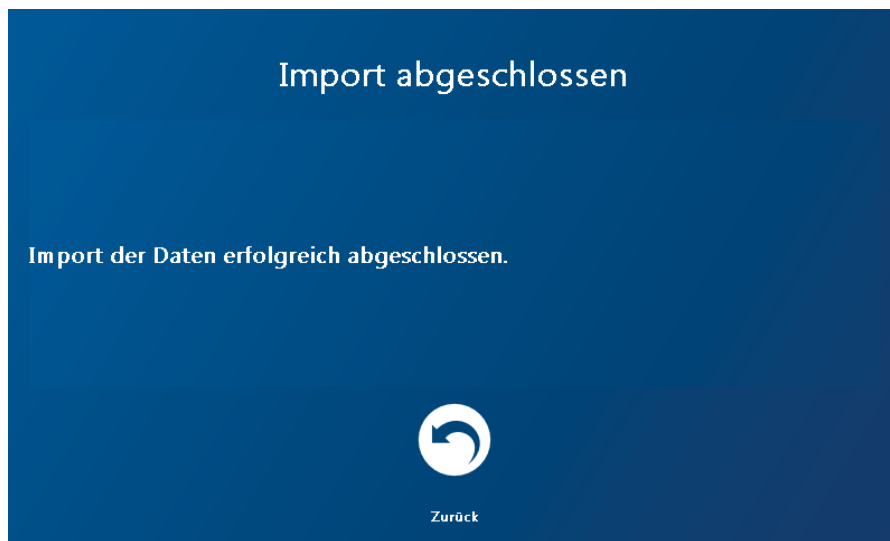 Import abgeschlossen
Import der Daten erfolgreich abgeschlossen.
Zurück